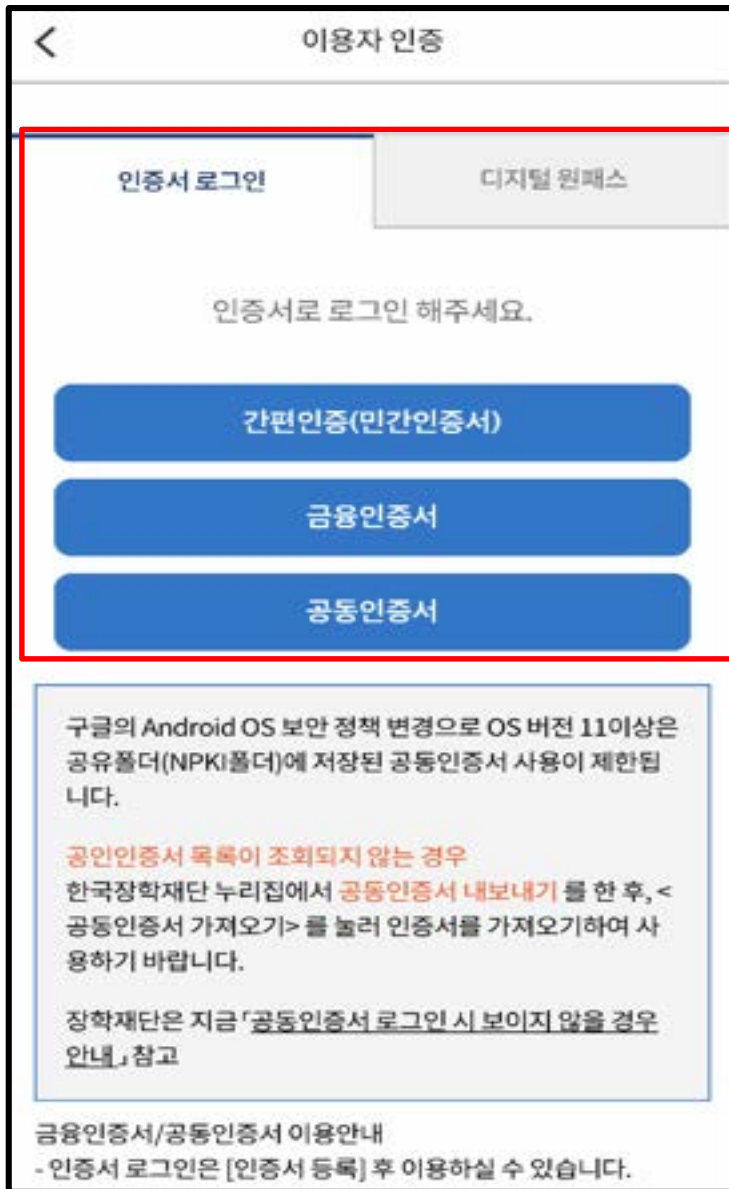 이용자 인증
인증서 로그인
디지털 원패스
인증서로 로그인 해주세요.
간편인증(민간인증서)
금융인증서
공동인증서
구글의 Android OS 보안 정책 변경으로 OS 버전 11이상은
공유폴더(NPKI폴더)에 저장된 공동인증서 사용이 제한됩
니다.
공인인증서 목록이 조회되지 않는 경우
한국장학재단 누리집에서 공동인증서 내보내기 를 한 후, <
공동인증서 가져오기> 를 눌러 인증서를 가져오기하여 사
용하기 바랍니다.
장학재단은 지금 「공동인증서 로그인 시 보이지 않을 경우
안내」 참고
금융인증서/공동인증서 이용안내
- 인증서 로그인은 [인증서 등록] 후 이용하실 수 있습니다.